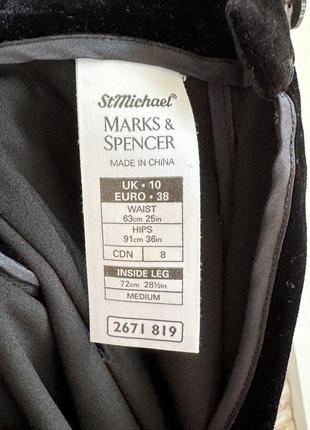 StMichael®
MARKS &
SPENCER
MADE IN CHINA
UK • 10
EURO • 38
WAIST
63cm 25in
HIPS
91cm 36in
CDN 8
INSIDE LEG
72cm 28½in
MEDIUM
2671 819